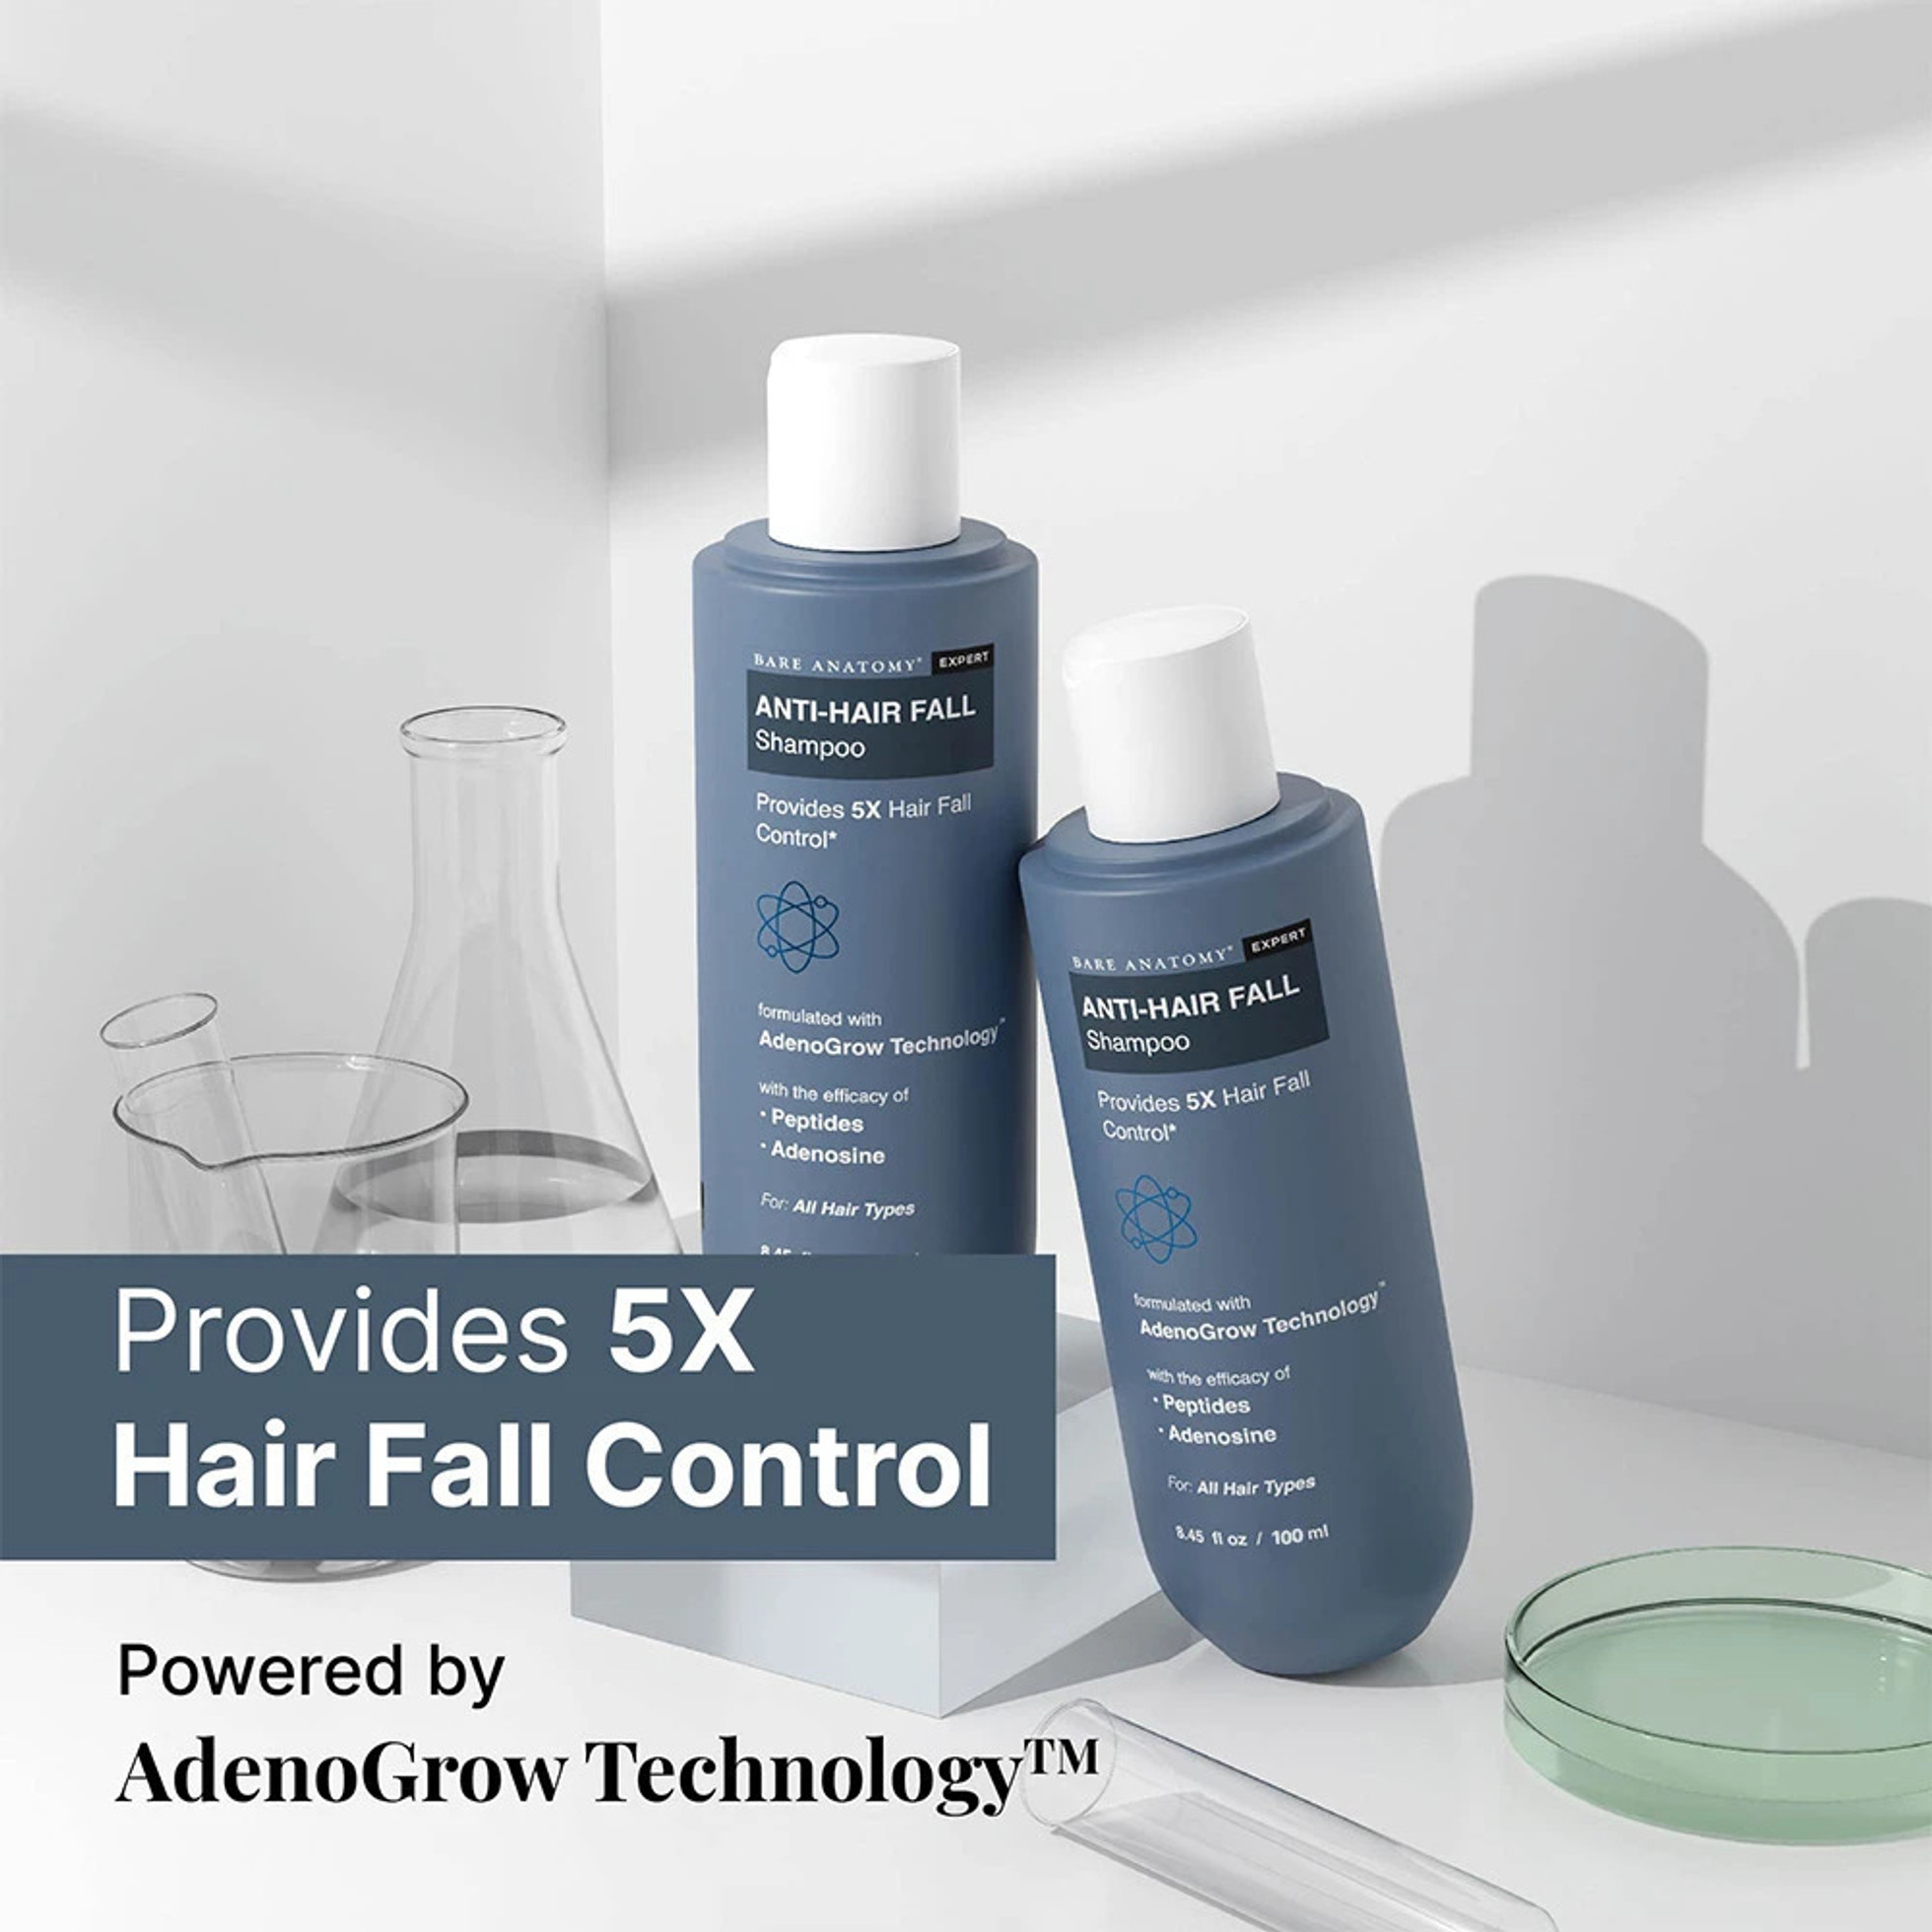 BARE ANATOMY® EXPERT
ANTI-HAIR FALL
Shampoo
Provides 5X Hair Fall
Control*
formulated with
AdenoGrow Technology™
with the efficacy of
• Peptides
• Adenosine
For: All Hair Types
BARE ANATOMY® EXPERT
ANTI-HAIR FALL
Shampoo
Provides 5X Hair Fall
Control*
formulated with
AdenoGrow Technology™
with the efficacy of
• Peptides
• Adenosine
For: All Hair Types
8.45 fl oz / 100 ml
Provides 5X
Hair Fall Control
Powered by
AdenoGrow Technology™